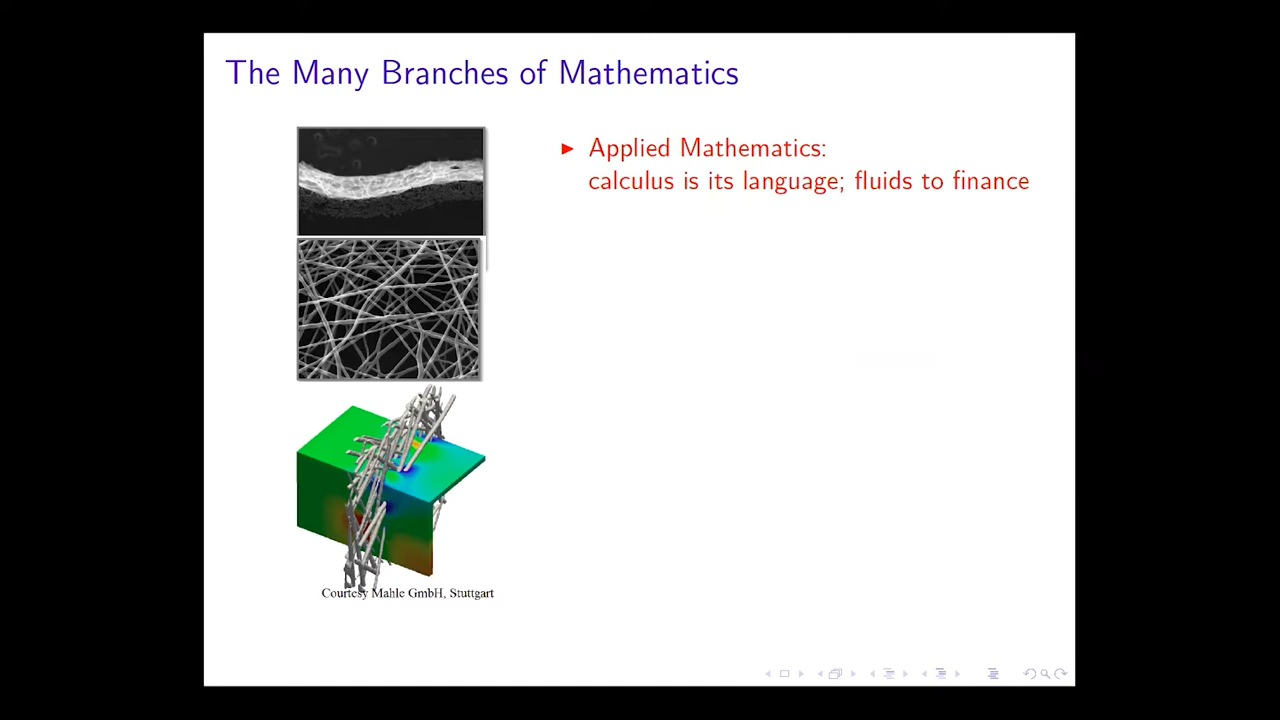 The Many Branches of Mathematics
Applied Mathematics:
calculus is its language; fluids to finance
Courtesy Mahle GmbH, Stuttgart